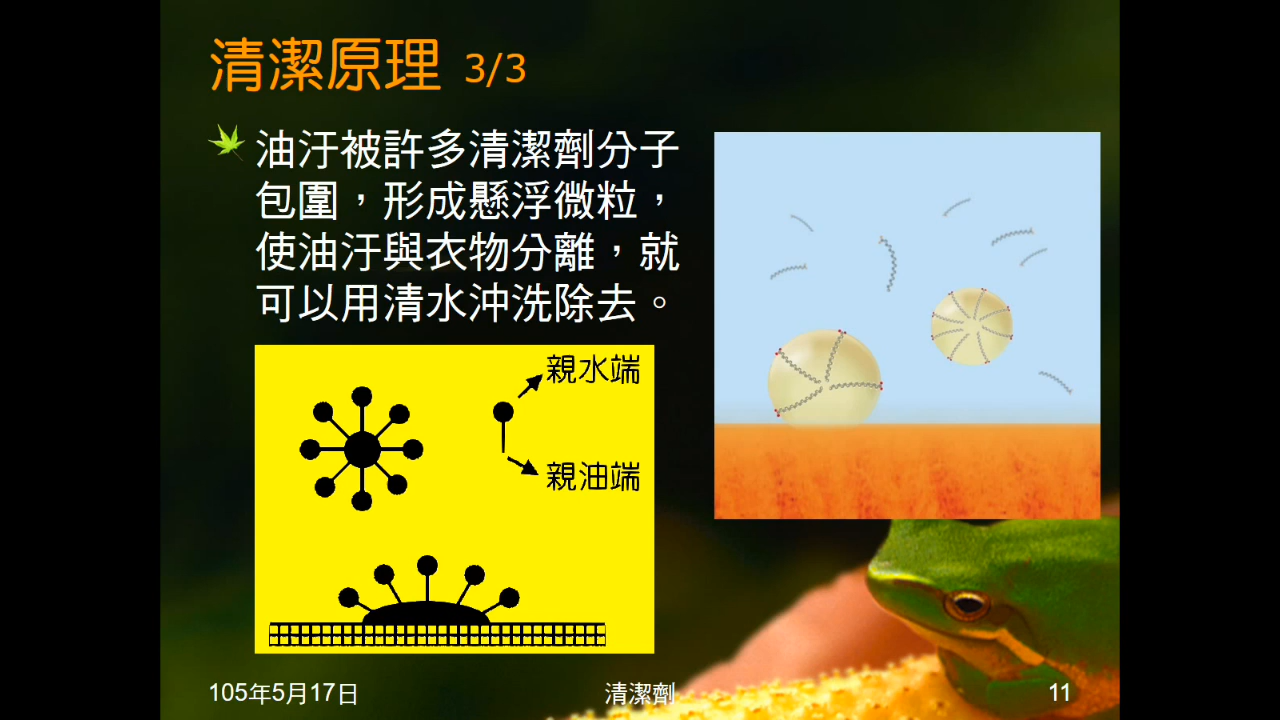 清潔原理 3/3
油汙被許多清潔劑分子
包圍，形成懸浮微粒，
使油汙與衣物分離，就
可以用清水沖洗除去。
親水端
親油端
105年5月17日
清潔劑
11